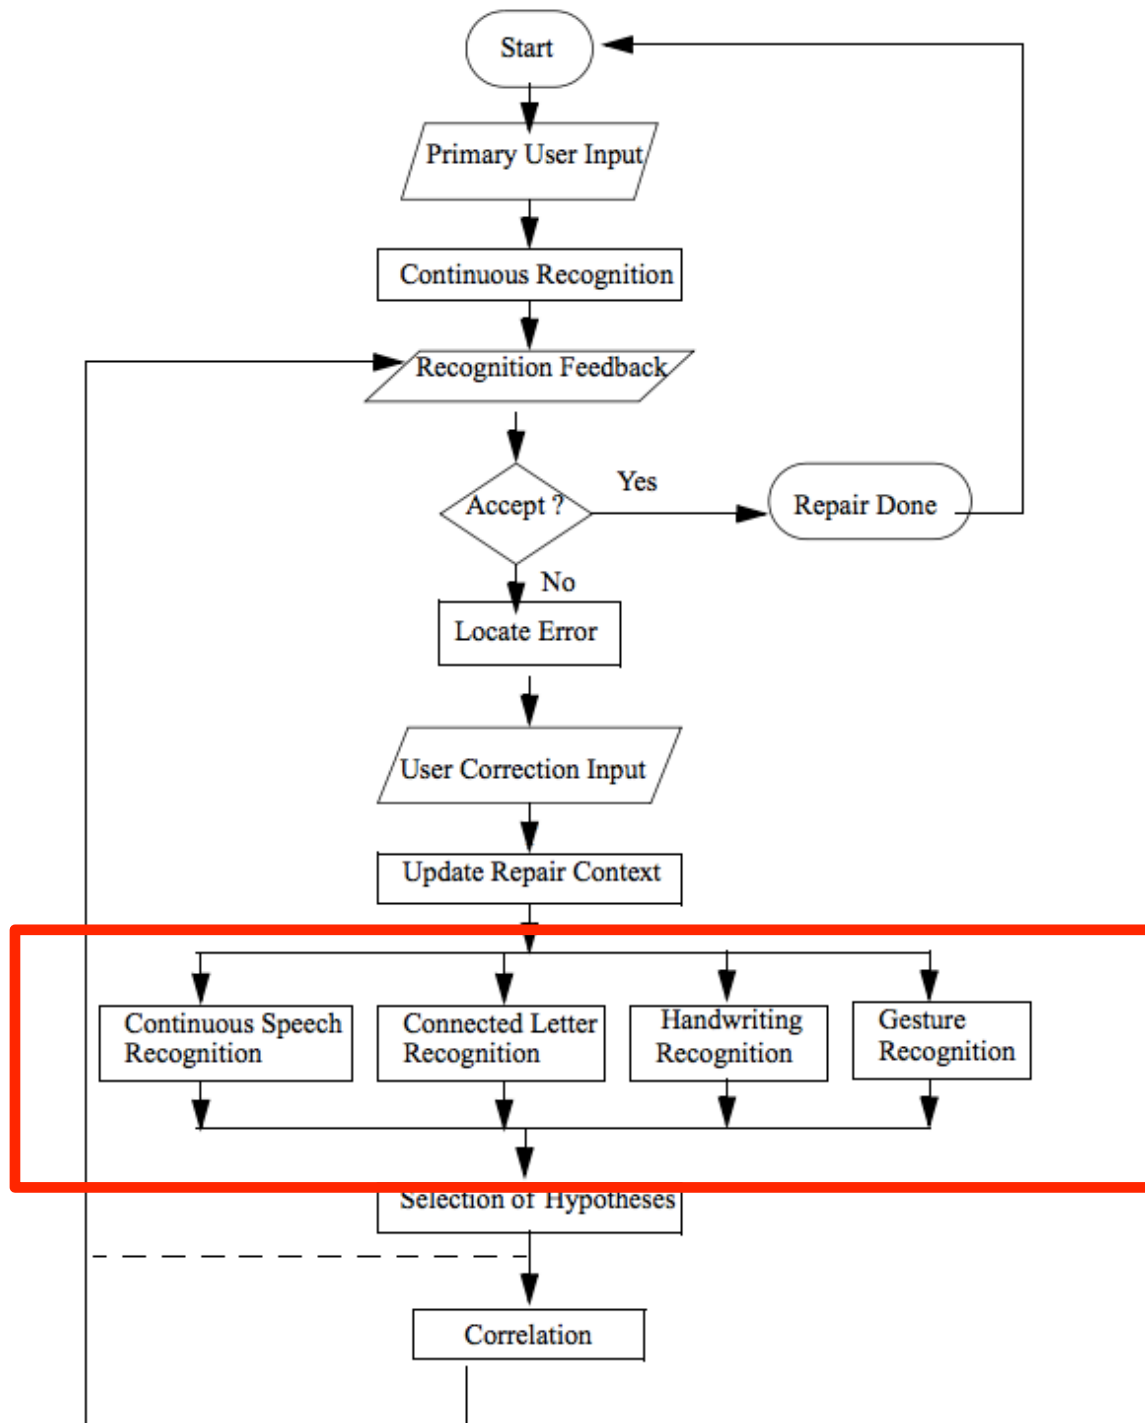 Start
Primary User Input
Continuous Recognition
Recognition Feedback
Accept ?
Yes
Repair Done
No
Locate Error
User Correction Input
Update Repair Context
Continuous Speech
Recognition
Connected Letter
Recognition
Handwriting
Recognition
Gesture
Recognition
Selection of Hypotheses
Correlation